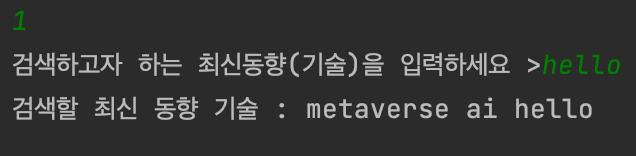 1
검색하고자 하는 최신동향(기술)을 입력하세요 >hello
검색할 최신 동향 기술 : metaverse ai hello